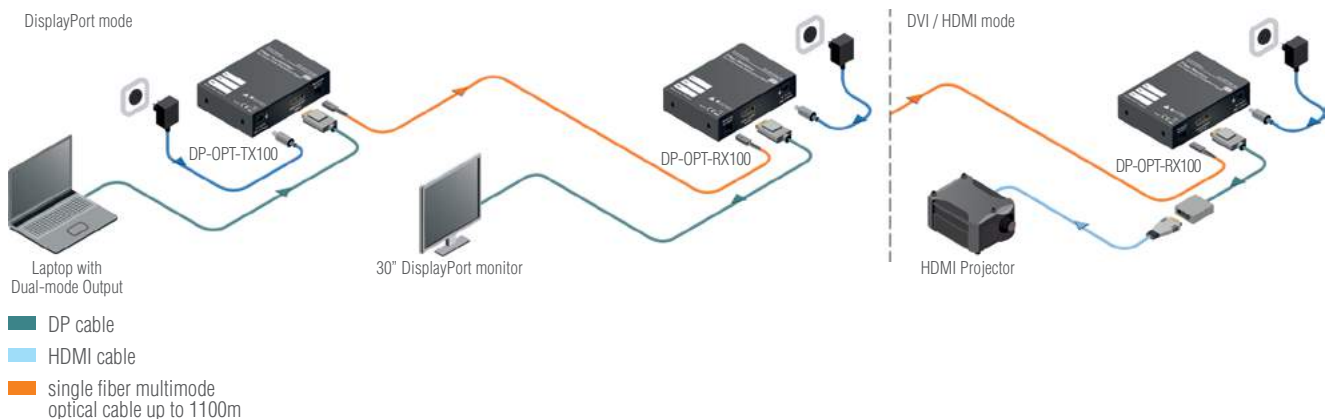 DisplayPort mode
DVI / HDMI mode
DP-OPT-TX100
DP-OPT-RX100
DP-OPT-RX100
Laptop with
Dual-mode Output
30” DisplayPort monitor
HDMI Projector
DP cable
HDMI cable
single fiber multimode
optical cable up to 1100m